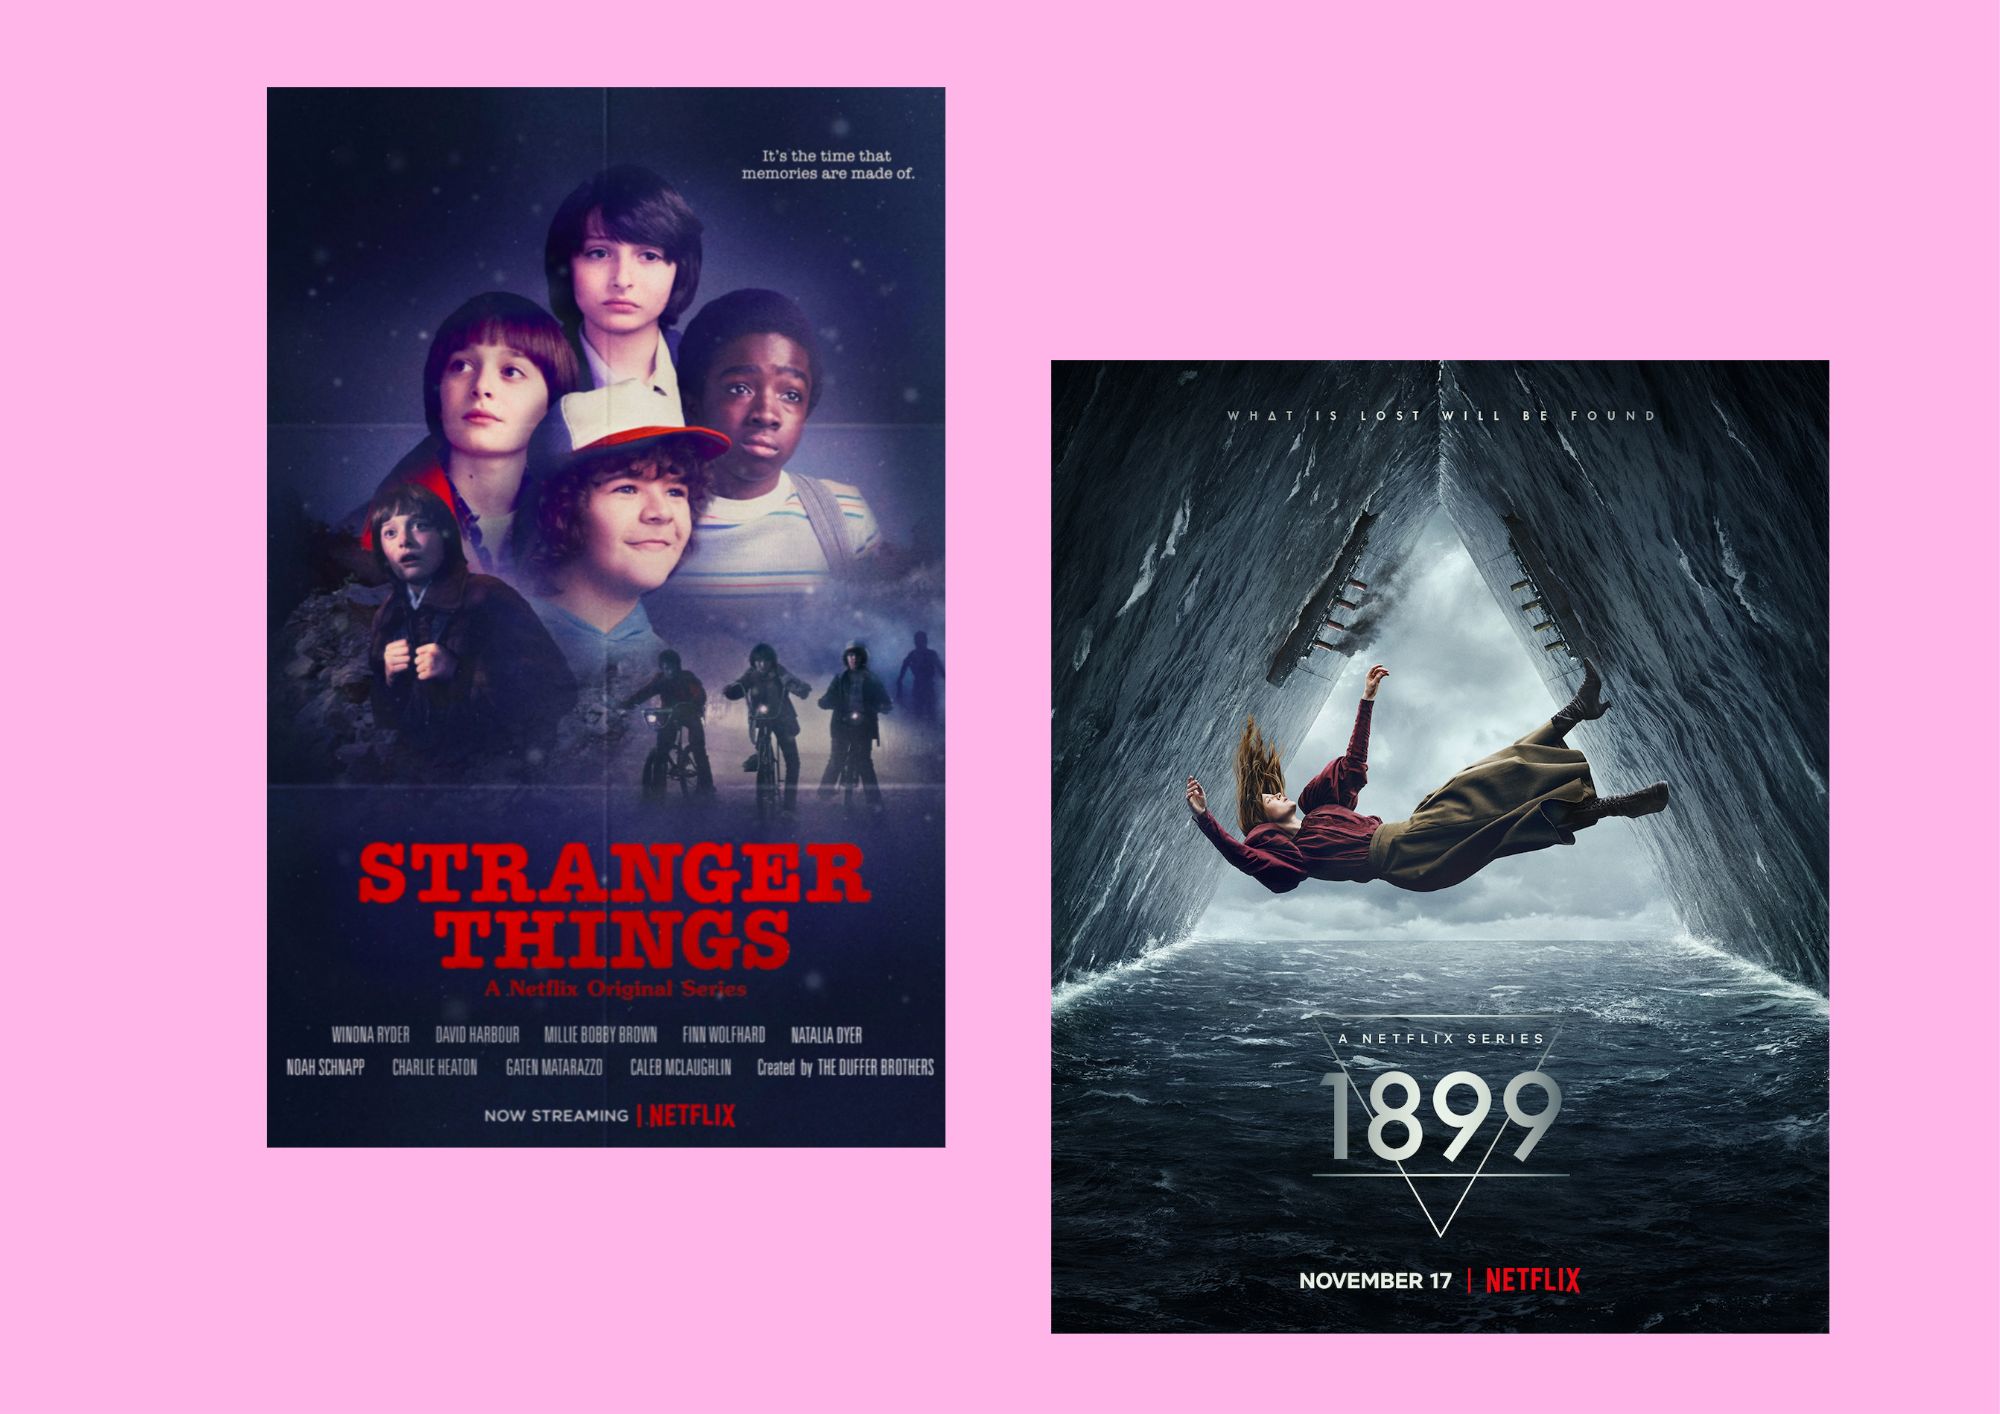 It's the time that
memories are made of.
STRANGER
THINGS
A Netflix Original Series
WINONA RYDER DAVID HARBOUR MILLIE BOBBY BROWN FINN WOLFHARD NATALIA DYER
NOAH SCHNAPP CHARLIE HEATON GATEN MATARAZZO CALEB MCLAUGHLIN Created by THE DUFFER BROTHERS
NOW STREAMING | NETFLIX
WHAT IS LOST WILL BE FOUND
A NETFLIX SERIES
1899
NOVEMBER 17 | NETFLIX